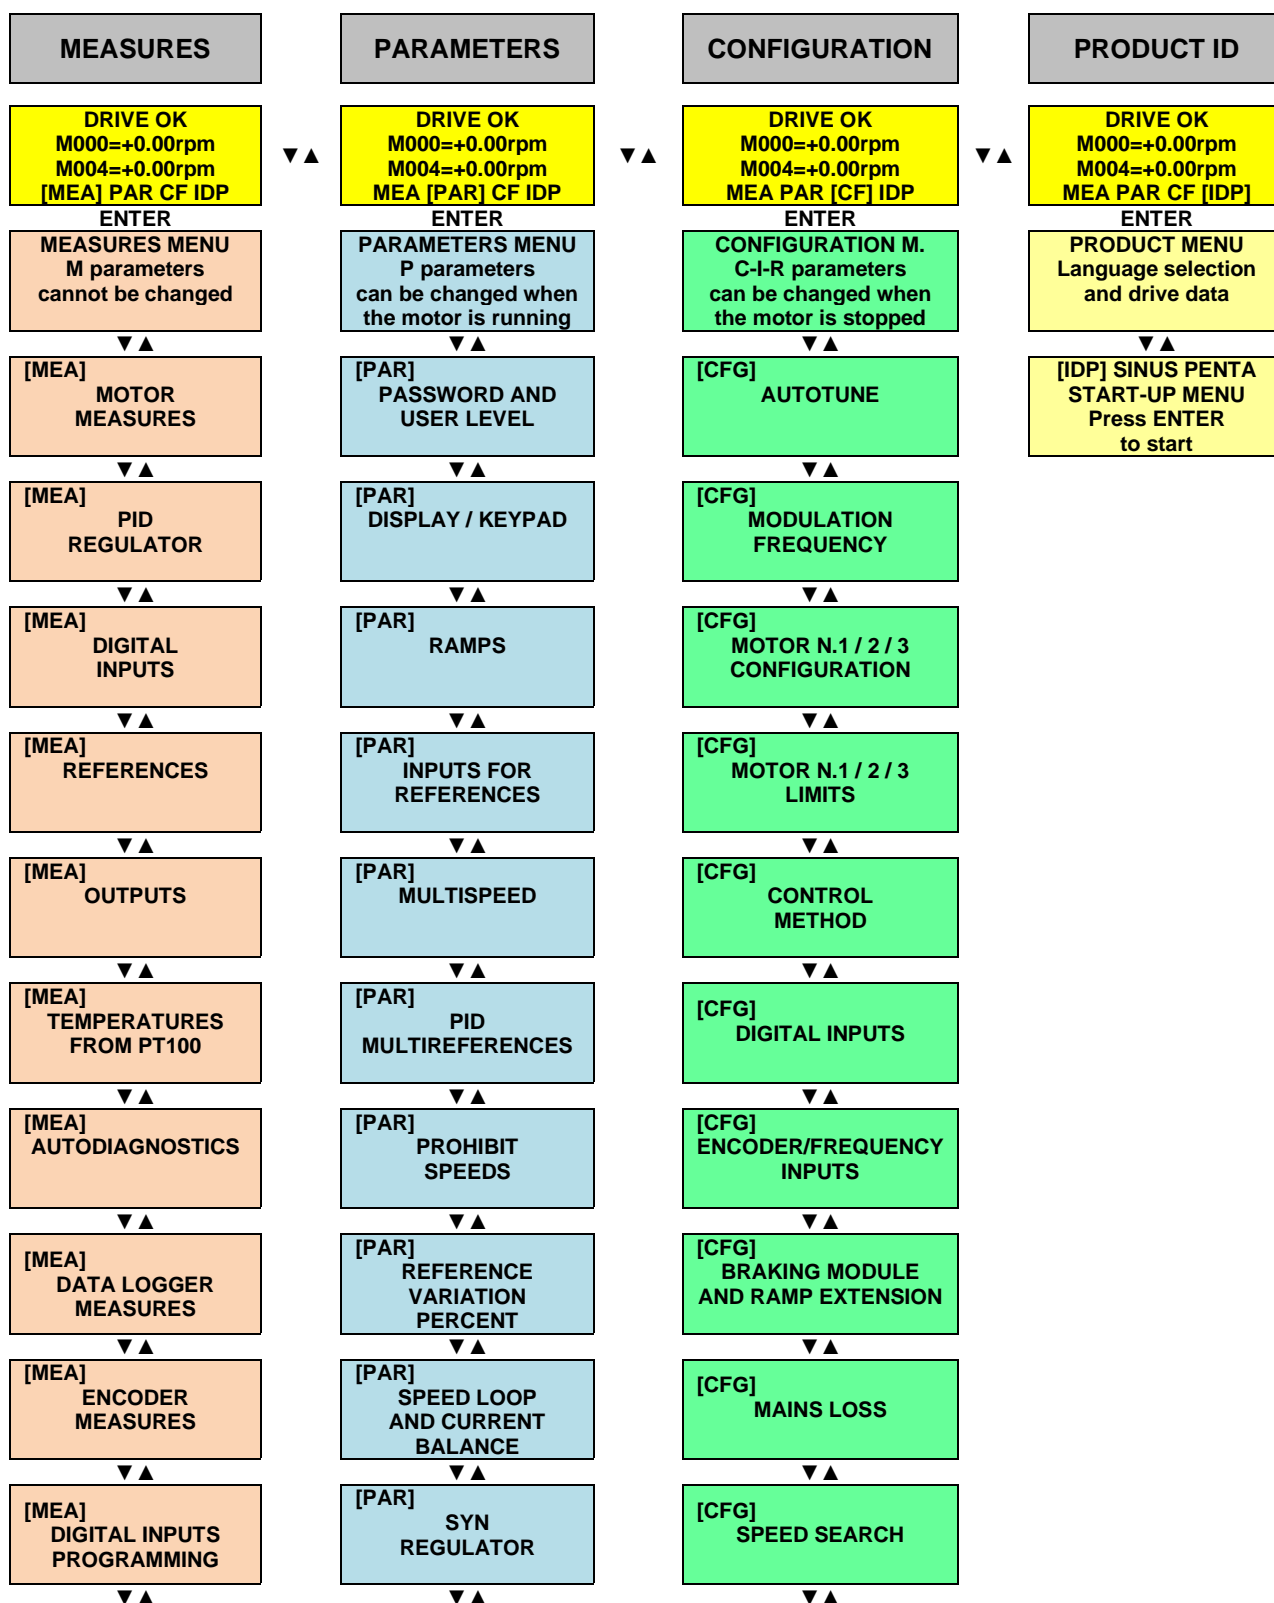 MEASURES
PARAMETERS
CONFIGURATION
PRODUCT ID
DRIVE OK
M000=+0.00rpm
M004=+0.00rpm
[MEA] PAR CF IDP
▼▲
DRIVE OK
M000=+0.00rpm
M004=+0.00rpm
MEA [PAR] CF IDP
▼▲
DRIVE OK
M000=+0.00rpm
M004=+0.00rpm
MEA PAR [CF] IDP
▼▲
DRIVE OK
M000=+0.00rpm
M004=+0.00rpm
MEA PAR CF [IDP]
ENTER
MEASURES MENU
M parameters
cannot be changed
▼▲
[MEA]
MOTOR
MEASURES
▼▲
[MEA]
PID
REGULATOR
▼▲
[MEA]
DIGITAL
INPUTS
▼▲
[MEA]
REFERENCES
▼▲
[MEA]
OUTPUTS
▼▲
[MEA]
TEMPERATURES
FROM PT100
▼▲
[MEA]
AUTODIAGNOSTICS
▼▲
[MEA]
DATA LOGGER
MEASURES
▼▲
[MEA]
ENCODER
MEASURES
▼▲
[MEA]
DIGITAL INPUTS
PROGRAMMING
▼▲
ENTER
PARAMETERS MENU
P parameters
can be changed when
the motor is running
▼▲
[PAR]
PASSWORD AND
USER LEVEL
▼▲
[PAR]
DISPLAY / KEYPAD
▼▲
[PAR]
RAMPS
▼▲
[PAR]
INPUTS FOR
REFERENCES
▼▲
[PAR]
MULTISPEED
▼▲
[PAR]
PID
MULTIREFERENCES
▼▲
[PAR]
PROHIBIT
SPEEDS
▼▲
[PAR]
REFERENCE
VARIATION
PERCENT
▼▲
[PAR]
SPEED LOOP
AND CURRENT
BALANCE
▼▲
[PAR]
SYN
REGULATOR
▼▲
ENTER
CONFIGURATION M.
C-I-R parameters
can be changed when
the motor is stopped
▼▲
[CFG]
AUTOTUNE
▼▲
[CFG]
MODULATION
FREQUENCY
▼▲
[CFG]
MOTOR N.1 / 2 / 3
CONFIGURATION
▼▲
[CFG]
MOTOR N.1 / 2 / 3
LIMITS
▼▲
[CFG]
CONTROL
METHOD
▼▲
[CFG]
DIGITAL INPUTS
▼▲
[CFG]
ENCODER/FREQUENCY
INPUTS
▼▲
[CFG]
BRAKING MODULE
AND RAMP EXTENSION
▼▲
[CFG]
MAINS LOSS
▼▲
[CFG]
SPEED SEARCH
▼▲
ENTER
PRODUCT MENU
Language selection
and drive data
▼▲
[IDP] SINUS PENTA
START-UP MENU
Press ENTER
to start